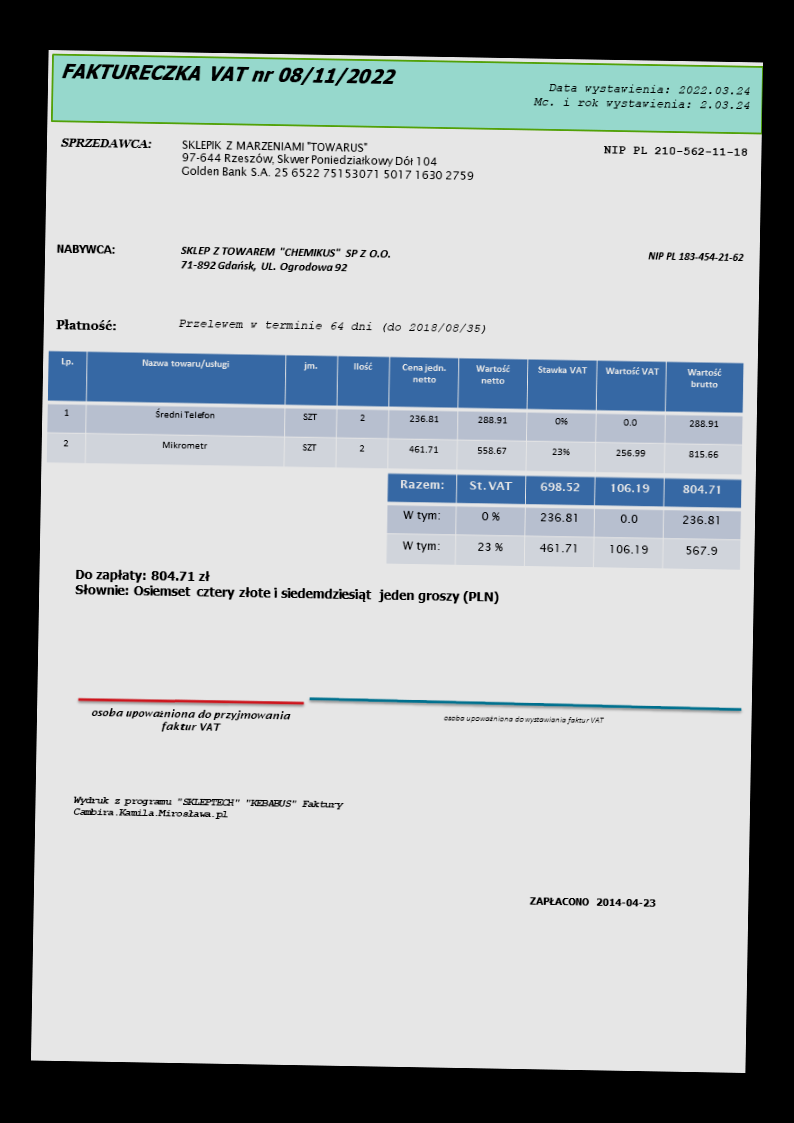 FAKTURECZKA VAT nr 08/11/2022
Data wystawienia: 2022.03.24
Mc. i rok wystawienia: 2.03.24
SPRZEDAWCA:
SKLEPIK Z MARZENIAMI "TOWARUS"
97-644 Rzeszów, Skwer Poniedziałkowy Dół 104
Golden Bank S.A. 25 6522 75153071 5017 1630 2759
NIP PL 210-562-11-18
NABYWCA:
SKLEP Z TOWAREM "CHEMIKUS" SP Z O.O.
71-892 Gdańsk, UL. Ogrodowa 92
NIP PL 183-454-21-62
Płatność:
Przelewem w terminie 64 dni (do 2018/08/35)
Lp. Nazwa towaru/usługi jm. Ilość Cena jedn. netto Wartość netto Stawka VAT Wartość VAT Wartość brutto
1 Średni Telefon SZT 2 236.81 288.91 0% 0.0 288.91
2 Mikrometr SZT 2 461.71 558.67 23% 256.99 815.66
Razem: St.VAT 698.52 106.19 804.71
W tym: 0 % 236.81 0.0 236.81
W tym: 23 % 461.71 106.19 567.9
Do zapłaty: 804.71 zł
Słownie: Osiemset cztery złote i siedemdziesiąt jeden groszy (PLN)
osoba upoważniona do przyjmowania
faktur VAT
osoba upoważniona do wystawiania faktur VAT
Wydruk z programu "SKLEPTECH" "KEBABUS" Faktury
Cambira.Kamila.Mirosława.pl
ZAPŁACONO 2014-04-23